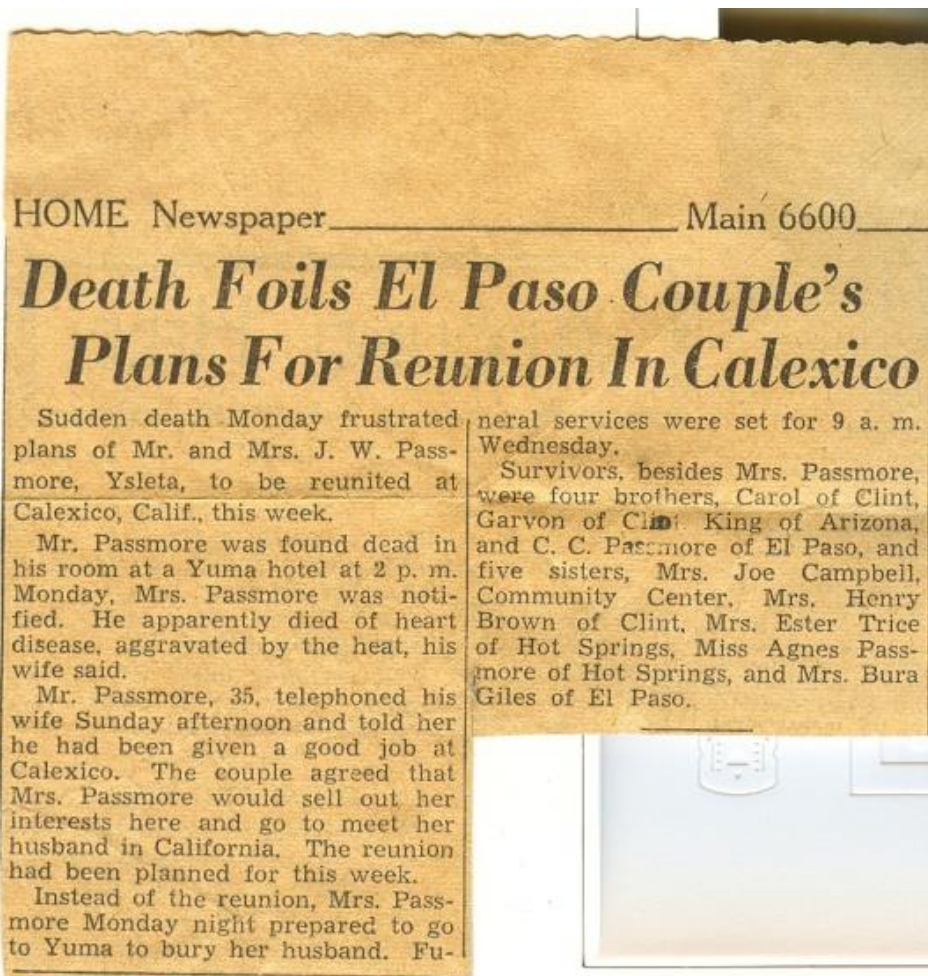 HOME Newspaper Main 6600
Death Foils El Paso Couple's
Plans For Reunion In Calexico
Sudden death Monday frustrated
plans of Mr. and Mrs. J. W. Pass-
more, Ysleta, to be reunited at
Calexico, Calif., this week.
Mr. Passmore was found dead in
his room at a Yuma hotel at 2 p. m.
Monday, Mrs. Passmore was noti-
fied. He apparently died of heart
disease, aggravated by the heat, his
wife said.
Mr. Passmore, 35, telephoned his
wife Sunday afternoon and told her
he had been given a good job at
Calexico. The couple agreed that
Mrs. Passmore would sell out her
interests here and go to meet her
husband in California. The reunion
had been planned for this week.
Instead of the reunion, Mrs. Pass-
more Monday night prepared to go
to Yuma to bury her husband. Fu-
neral services were set for 9 a. m.
Wednesday.
Survivors, besides Mrs. Passmore,
were four brothers, Carol of Clint,
Garvon of Clint King of Arizona,
and C. C. Passmore of El Paso, and
five sisters, Mrs. Joe Campbell,
Community Center, Mrs. Henry
Brown of Clint, Mrs. Ester Trice
of Hot Springs, Miss Agnes Pass-
more of Hot Springs, and Mrs. Bura
Giles of El Paso.